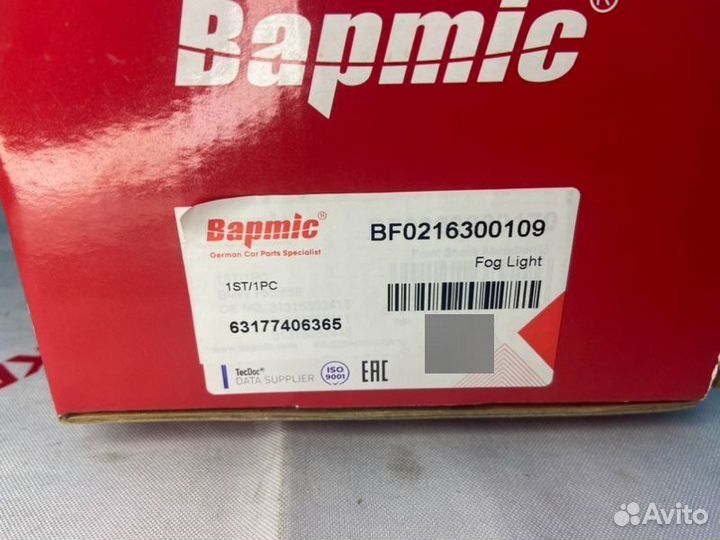 Bapmic®
Bapmic®
German Car Parts Specialist
BF0216300109
Fog Light
1ST/1PC
63177406365
TecDoc®
DATA SUPPLIER
ISO
9001
EAC
Avito